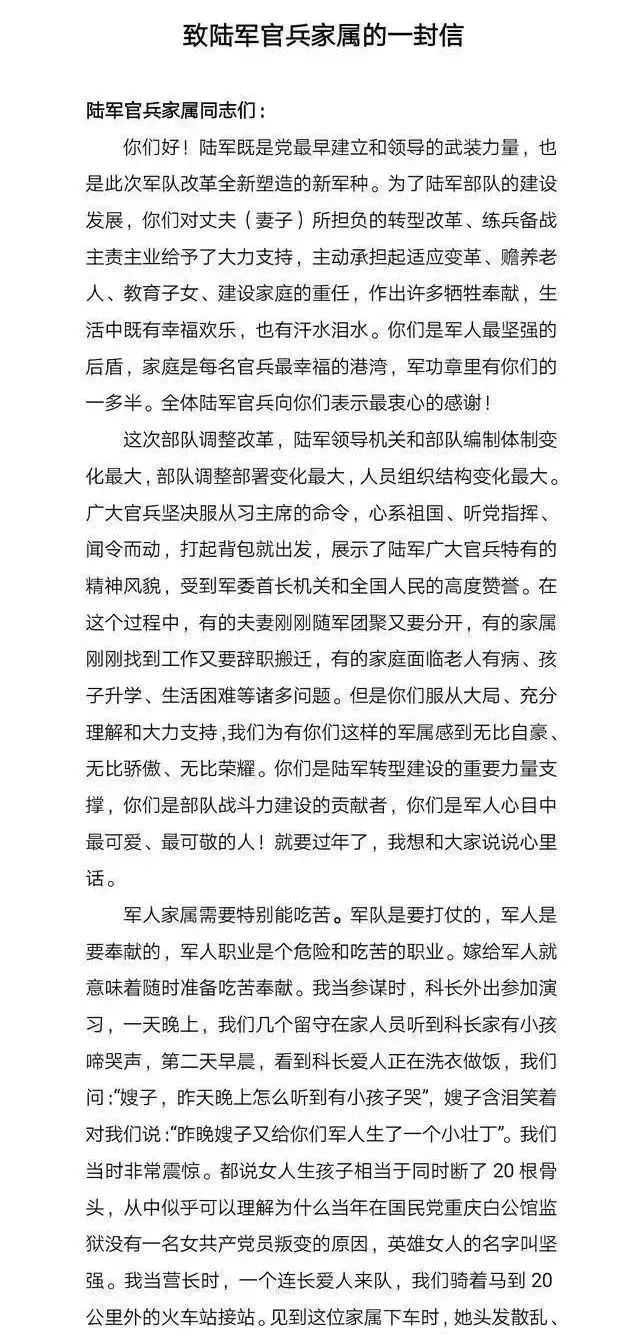 致陆军官兵家属的一封信
陆军官兵家属同志们：
你们好！陆军既是党最早建立和领导的武装力量，也
是此次军队改革全新塑造的新军种。为了陆军部队的建设
发展，你们对丈夫（妻子）所担负的转型改革、练兵备战
主责主业给予了大力支持，主动承担起适应变革、赡养老
人、教育子女、建设家庭的重任，作出许多牺牲奉献，生
活中既有幸福欢乐，也有汗水泪水。你们是军人最坚强的
后盾，家庭是每名官兵最幸福的港湾，军功章里有你们的
一多半。全体陆军官兵向你们表示最衷心的感谢！
这次部队调整改革，陆军领导机关和部队编制体制变
化最大，部队调整部署变化最大，人员组织结构变化最大。
广大官兵坚决服从习主席的命令，心系祖国、听党指挥、
闻令而动，打起背包就出发，展示了陆军广大官兵特有的
精神风貌，受到军委首长机关和全国人民的高度赞誉。在
这个过程中，有的夫妻刚刚随军团聚又要分开，有的家属
刚刚找到工作又要辞职搬迁，有的家庭面临老人有病、孩
子升学、生活困难等诸多问题。但是你们服从大局、充分
理解和大力支持,我们为有你们这样的军属感到无比自豪、
无比骄傲、无比荣耀。你们是陆军转型建设的重要力量支
撑，你们是部队战斗力建设的贡献者，你们是军人心目中
最可爱、最可敬的人！就要过年了，我想和大家说说心里
话。
军人家属需要特别能吃苦。军队是要打仗的，军人是
要奉献的，军人职业是个危险和吃苦的职业。嫁给军人就
意味着随时准备吃苦奉献。我当参谋时，科长外出参加演
习，一天晚上，我们几个留守在家人员听到科长家有小孩
啼哭声，第二天早晨，看到科长爱人正在洗衣做饭，我们
问:“嫂子，昨天晚上怎么听到有小孩子哭”，嫂子含泪笑着
对我们说:“昨晚嫂子又给你们军人生了一个小壮丁”。我们
当时非常震惊。都说女人生孩子相当于同时断了 20 根骨
头，从中似乎可以理解为什么当年在国民党重庆白公馆监
狱没有一名女共产党员叛变的原因，英雄女人的名字叫坚
强。我当营长时，一个连长爱人来队，我们骑着马到 20
公里外的火车站接站。见到这位家属下车时，她头发散乱、